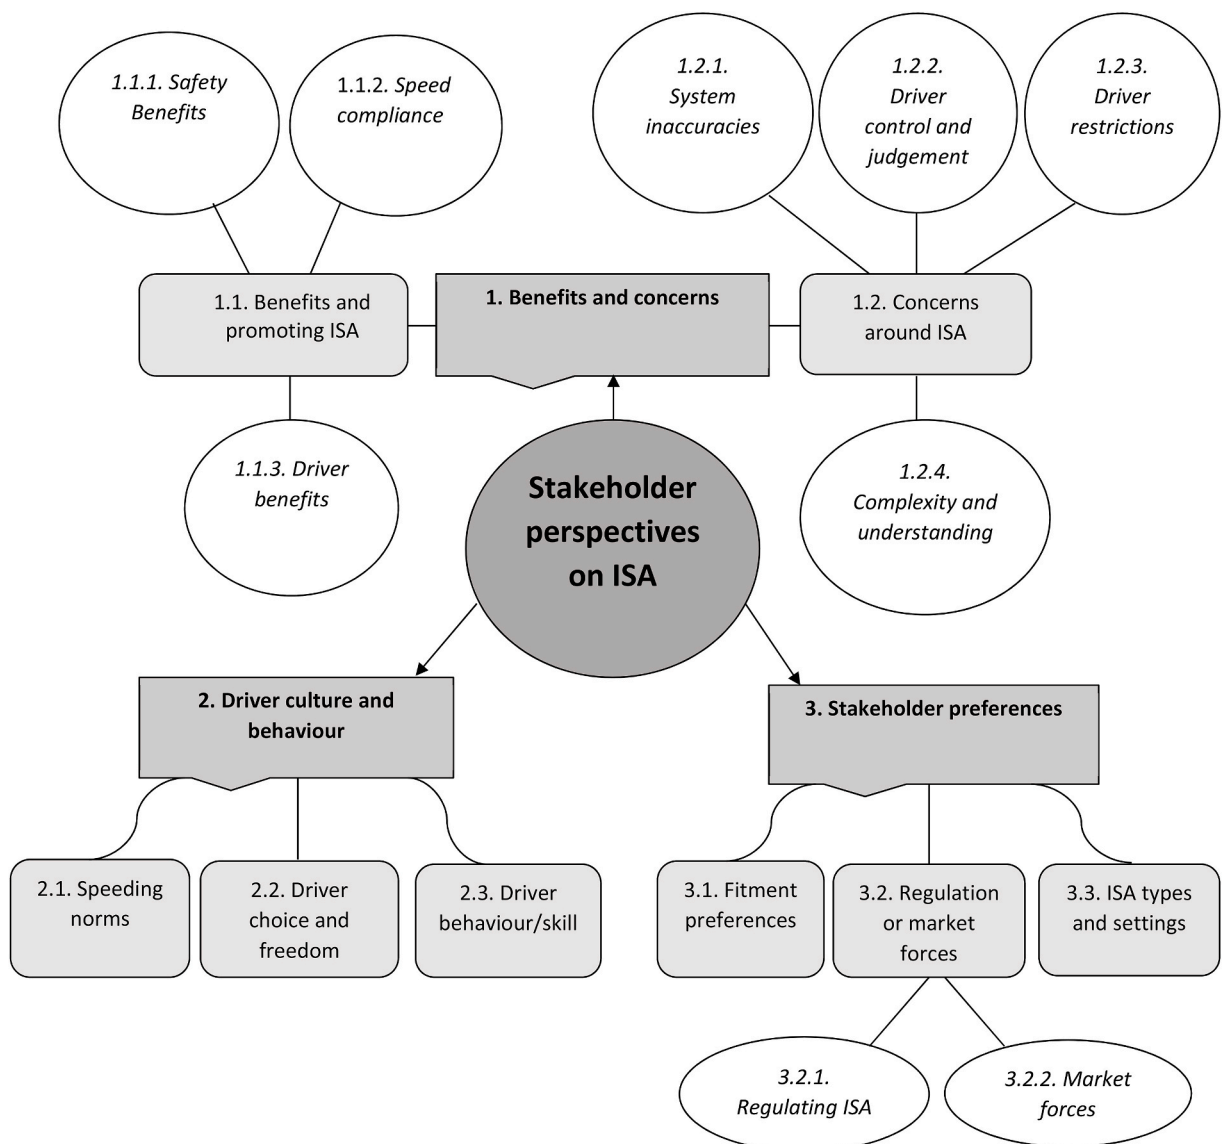 1.1.1. Safety
Benefits
1.1.2. Speed
compliance
1.2.1.
System
inaccuracies
1.2.2.
Driver
control and
judgement
1.2.3.
Driver
restrictions
1.1. Benefits and
promoting ISA
1. Benefits and concerns
1.2. Concerns
around ISA
1.1.3. Driver
benefits
Stakeholder
perspectives
on ISA
1.2.4.
Complexity and
understanding
2. Driver culture and
behaviour
3. Stakeholder preferences
2.1. Speeding
norms
2.2. Driver
choice and
freedom
2.3. Driver
behaviour/skill
3.1. Fitment
preferences
3.2. Regulation
or market
forces
3.3. ISA types
and settings
3.2.1.
Regulating ISA
3.2.2. Market
forces